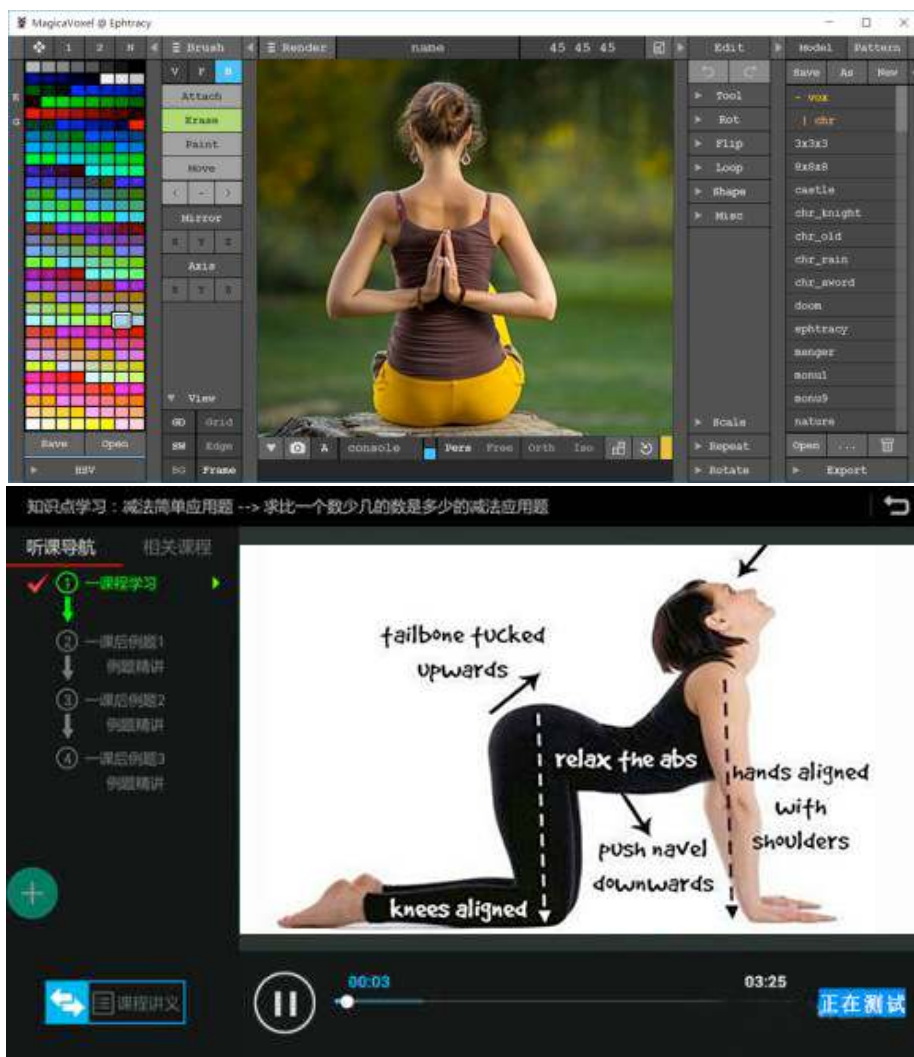 MagicaVoxel @ Ephtracy
1 2 N
Brush
Render
name
45 45 45
Edit
Model Pattern
V F B
Attach
Erase
Paint
Move
< - >
Mirror
X Y Z
Axis
X Y Z
View
GD Grid
SW Edge
BG Frame
R
G
Save Open
HSV
console
Pers Free Orth Iso
Tool
Rot
Flip
Loop
Shape
Misc
Scale
Repeat
Rotate
Save As New
- vox
| chr
3x3x3
8x8x8
castle
chr_knight
chr_old
chr_rain
chr_sword
doom
ephtracy
menger
monu1
monu9
nature
Open ...
Export
知识点学习：减法简单应用题 --> 求比一个数少几的数是多少的减法应用题
听课导航 相关课程
1 一课程学习
2 一课后例题1
例题精讲
3 一课后例题2
例题精讲
4 一课后例题3
例题精讲
+
课程讲义
tailbone tucked
upwards
relax the abs
hands aligned
with
shoulders
push navel
downwards
knees aligned
00:03
03:25
正在测试